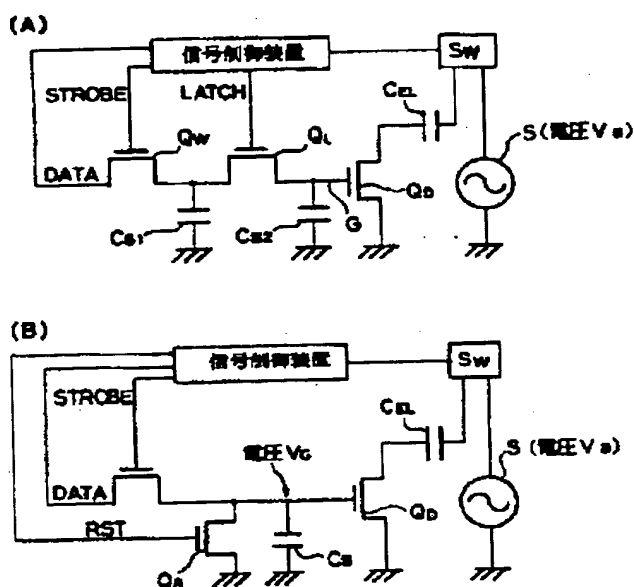 (A)
信号制御装置
SW
STROBE
LATCH
CEL
S(電圧Vs)
QW
QL
DATA
QD
G
CS1
CS2
(B)
信号制御装置
SW
STROBE
CEL
電圧VG
S(電圧Vs)
DATA
QD
RST
CS
QR